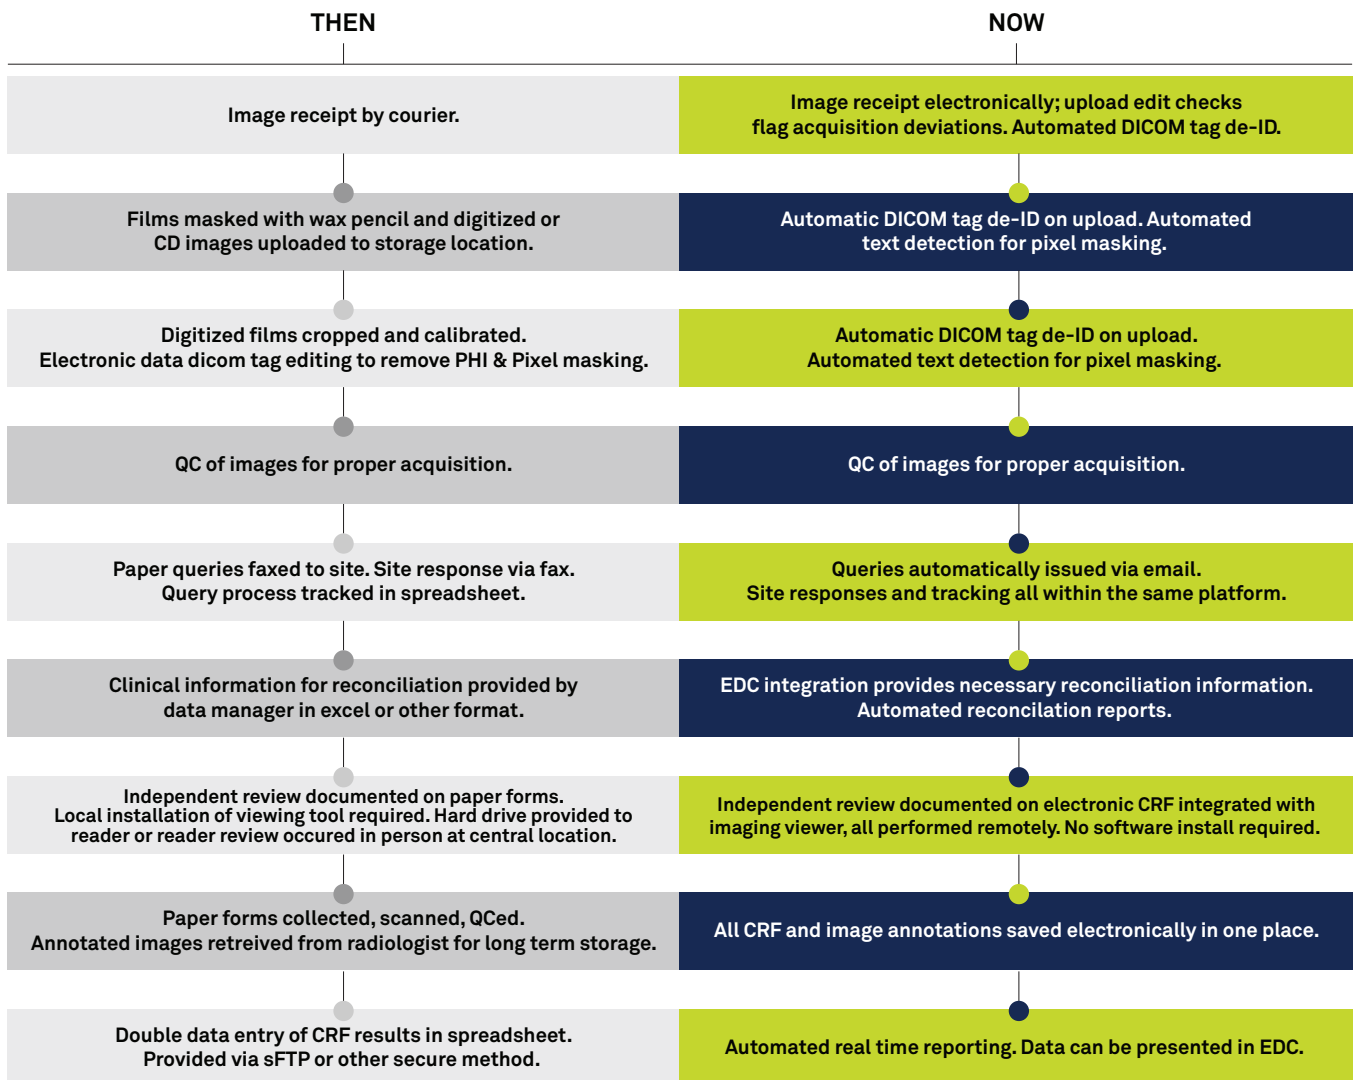 THEN
NOW
Image receipt by courier.
Image receipt electronically; upload edit checks
flag acquisition deviations. Automated DICOM tag de-ID.
Films masked with wax pencil and digitized or
CD images uploaded to storage location.
Automatic DICOM tag de-ID on upload. Automated
text detection for pixel masking.
Digitized films cropped and calibrated.
Electronic data dicom tag editing to remove PHI & Pixel masking.
Automatic DICOM tag de-ID on upload.
Automated text detection for pixel masking.
QC of images for proper acquisition.
QC of images for proper acquisition.
Paper queries faxed to site. Site response via fax.
Query process tracked in spreadsheet.
Queries automatically issued via email.
Site responses and tracking all within the same platform.
Clinical information for reconciliation provided by
data manager in excel or other format.
EDC integration provides necessary reconciliation information.
Automated reconcilation reports.
Independent review documented on paper forms.
Local installation of viewing tool required. Hard drive provided to
reader or reader review occured in person at central location.
Independent review documented on electronic CRF integrated with
imaging viewer, all performed remotely. No software install required.
Paper forms collected, scanned, QCed.
Annotated images retreived from radiologist for long term storage.
All CRF and image annotations saved electronically in one place.
Double data entry of CRF results in spreadsheet.
Provided via sFTP or other secure method.
Automated real time reporting. Data can be presented in EDC.